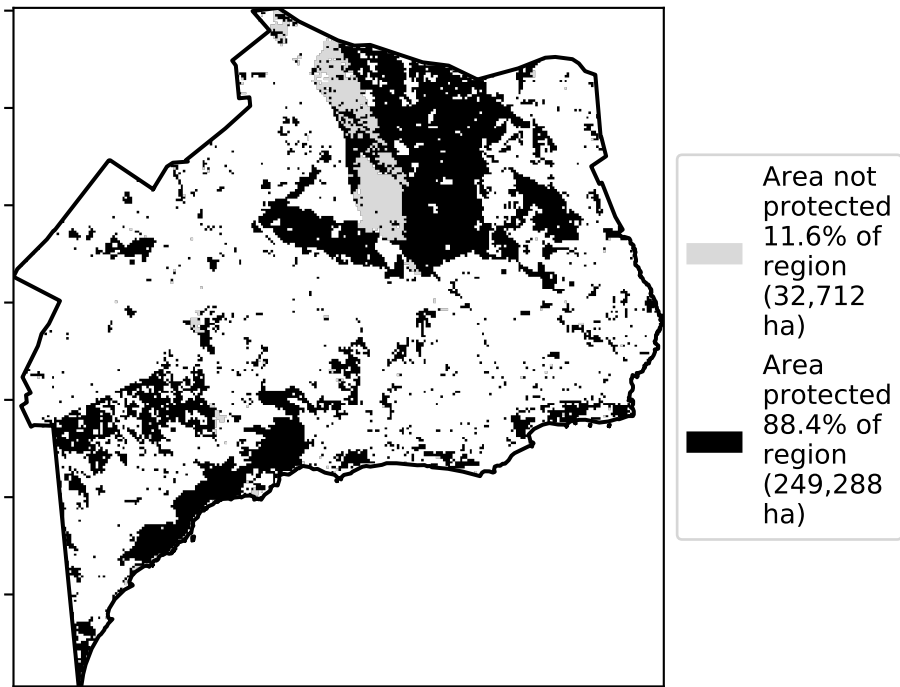 Area not
protected
11.6% of
region
(32,712
ha)
Area
protected
88.4% of
region
(249,288
ha)